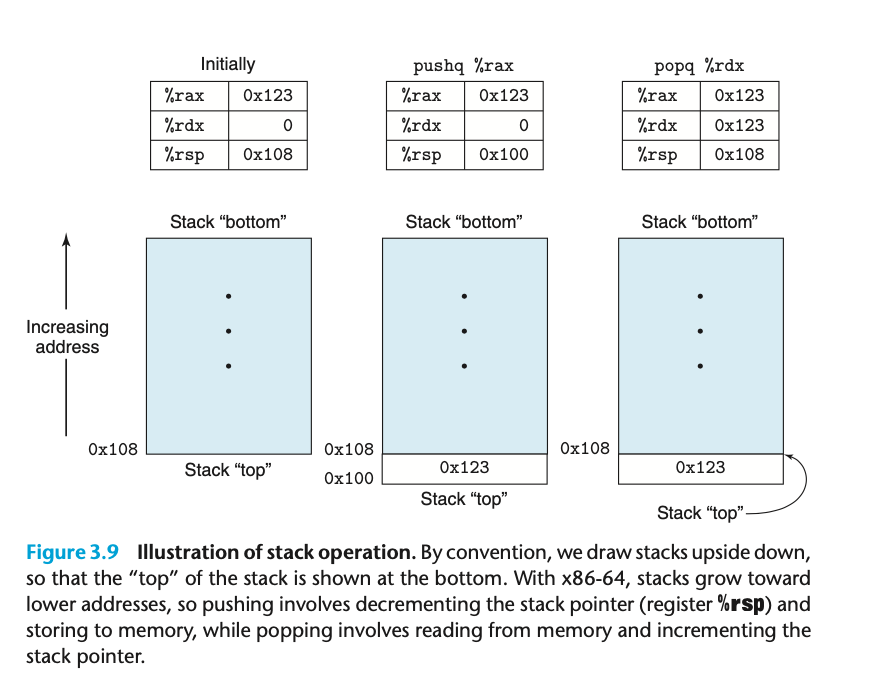 Initially
%rax 0x123
%rdx 0
%rsp 0x108
pushq %rax
%rax 0x123
%rdx 0
%rsp 0x100
popq %rdx
%rax 0x123
%rdx 0x123
%rsp 0x108
Increasing
address
Stack “bottom”
0x108
Stack “top”
Stack “bottom”
0x108
0x100
0x123
Stack “top”
Stack “bottom”
0x108
0x123
Stack “top”
Figure 3.9 Illustration of stack operation. By convention, we draw stacks upside down,
so that the “top” of the stack is shown at the bottom. With x86-64, stacks grow toward
lower addresses, so pushing involves decrementing the stack pointer (register %rsp) and
storing to memory, while popping involves reading from memory and incrementing the
stack pointer.